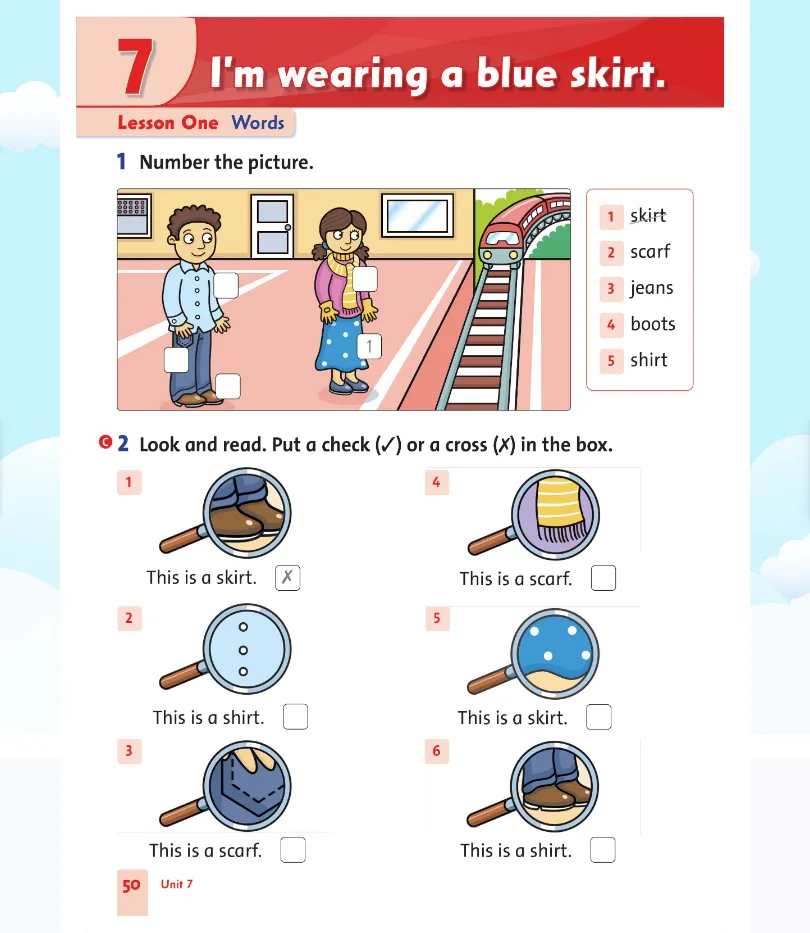 7
I'm wearing a blue skirt.
Lesson One Words
1 Number the picture.
1 skirt
2 scarf
3 jeans
4 boots
5 shirt
1
C 2 Look and read. Put a check (✓) or a cross (✗) in the box.
1
This is a skirt. ✗
4
This is a scarf.
2
This is a shirt.
5
This is a skirt.
3
This is a scarf.
6
This is a shirt.
50 Unit 7